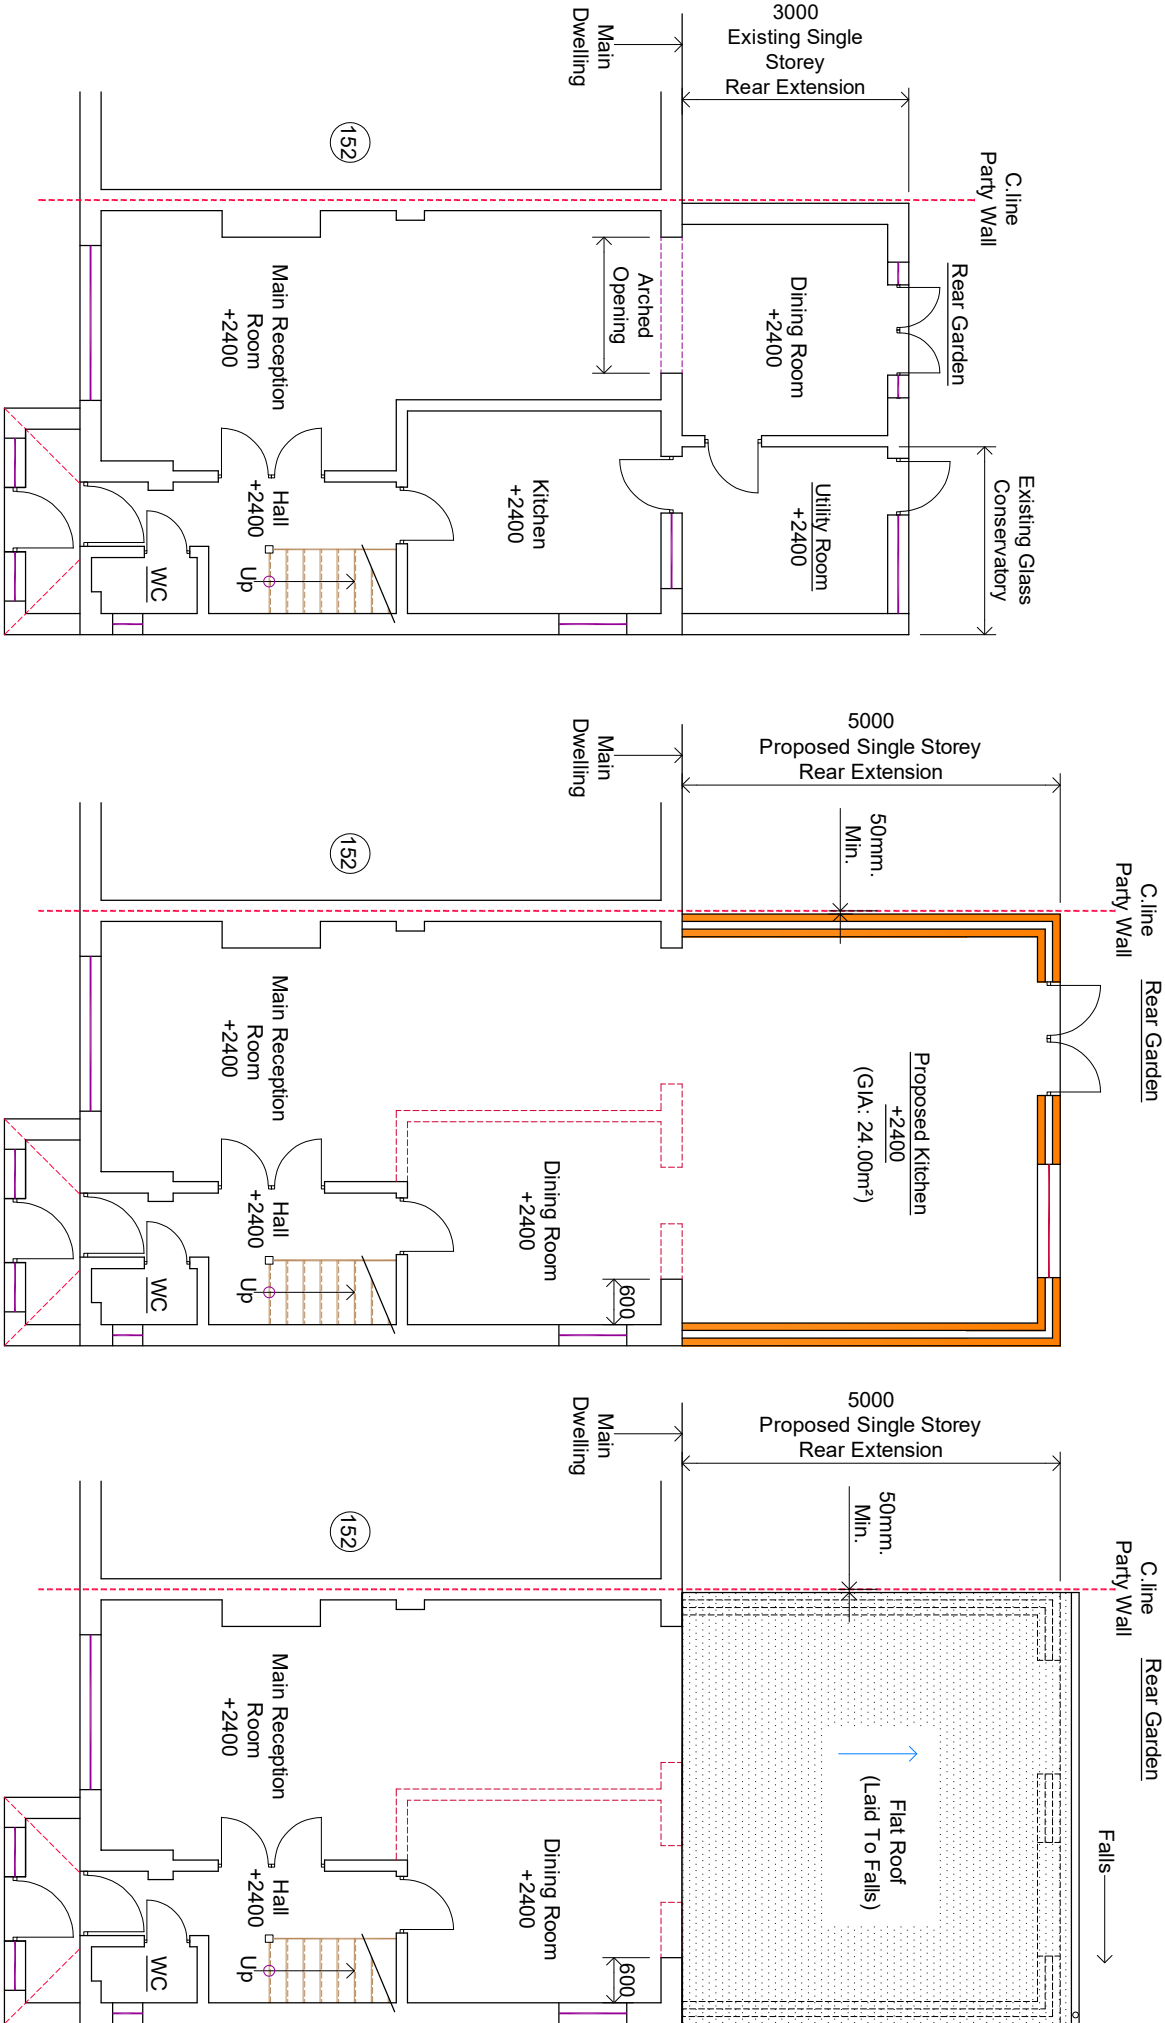 3000
Existing Single
Storey
Rear Extension
Main
Dwelling
152
C.line
Party Wall
Rear Garden
Arched
Opening
Dining Room
+2400
Main Reception
Room
+2400
Existing Glass
Conservatory
Utility Room
+2400
Kitchen
+2400
Hall
+2400
Up
WC
5000
Proposed Single Storey
Rear Extension
Main
Dwelling
50mm.
Min.
152
C.line
Party Wall
Rear Garden
Proposed Kitchen
+2400
(GIA: 24.00m²)
Main Reception
Room
+2400
Dining Room
+2400
Hall
+2400
600
Up
WC
5000
Proposed Single Storey
Rear Extension
Main
Dwelling
50mm.
Min.
152
C.line
Party Wall
Rear Garden
Flat Roof
(Laid To Falls)
Falls
Main Reception
Room
+2400
Dining Room
+2400
Hall
+2400
600
Up
WC